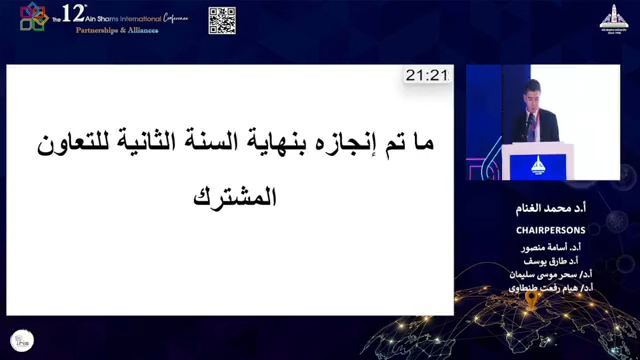 The 12th Ain Shams International Conference
Partnerships & Alliances
21:21
ما تم إنجازه بنهاية السنة الثانية للتعاون
المشترك
أ.د محمد الغنام
CHAIRPERSONS
أ.د. أسامة منصور
أ.د طارق يوسف
أ.د/ سحر موسى سليمان
أ.د/ هيام رفعت طنطاوي